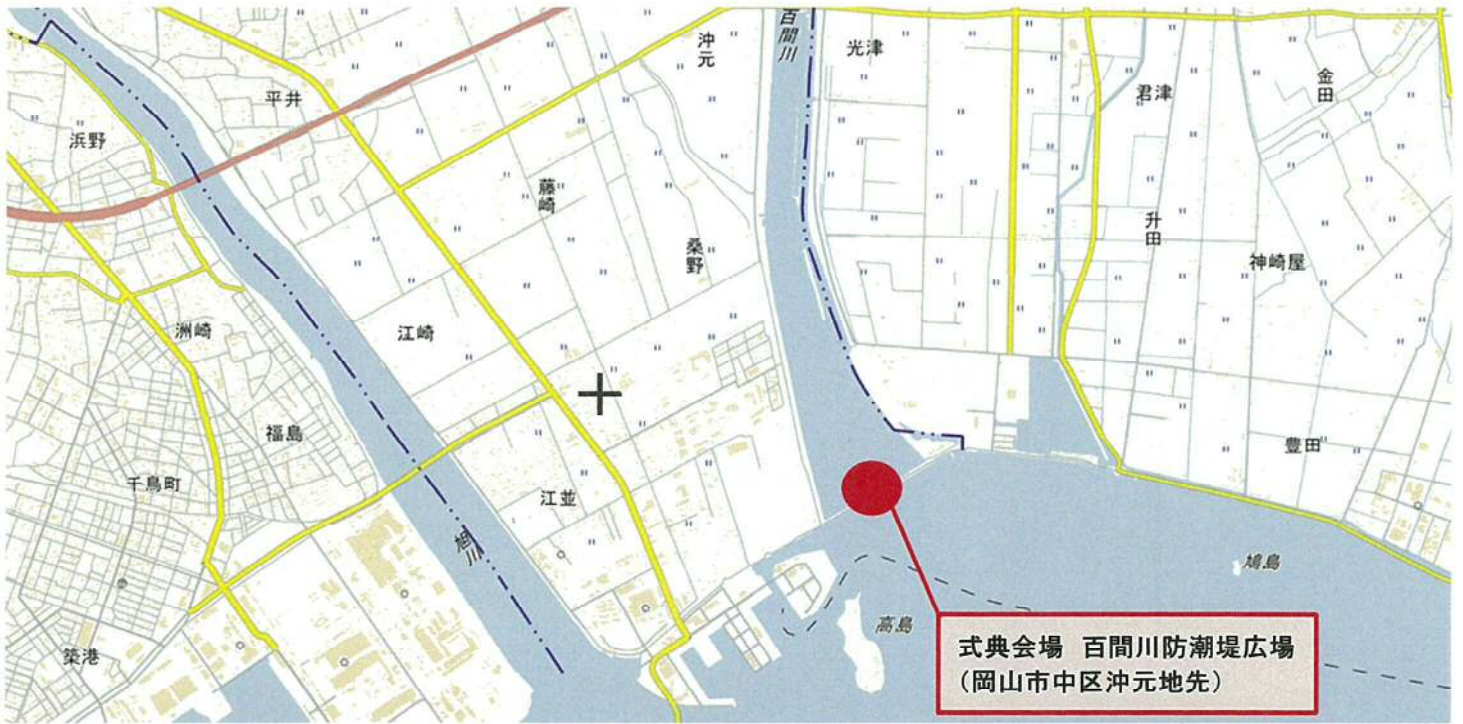 百間川
沖元
光津
金田
君津
平井
浜野
藤崎
升田
桑野
神崎屋
洲崎
江崎
福島
豊田
千鳥町
江並
旭川
鳩島
高島
築港
式典会場 百間川防潮堤広場
(岡山市中区沖元地先)